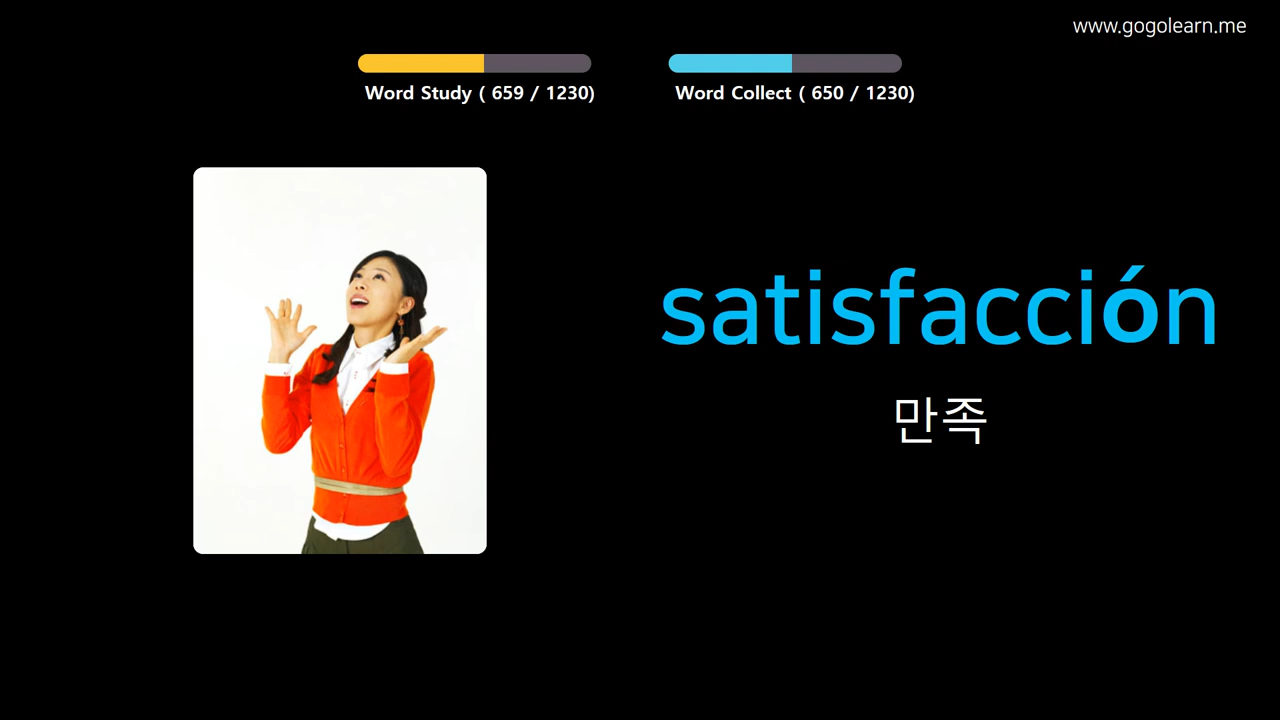 www.gogolearn.me
Word Study ( 659 / 1230)
Word Collect ( 650 / 1230)
satisfacción
만족